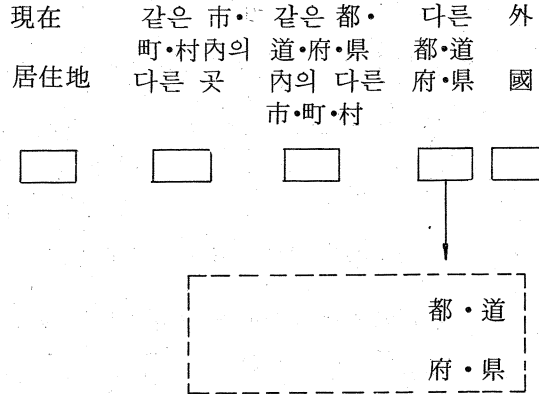 現在 居住地
같은 市・
町・村內의
다른 곳
같은 都・
道・府・県
內의 다른
市・町・村
다른
都・道
府・県
外
國
都・道
府・県